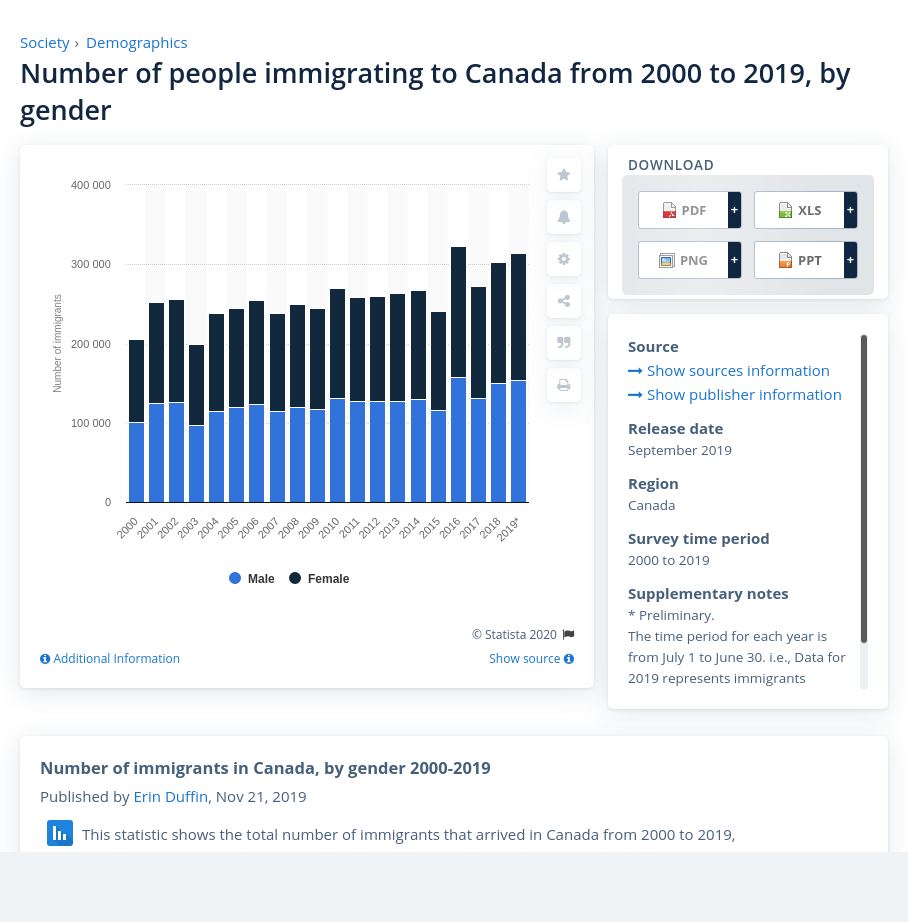 Society › Demographics
Number of people immigrating to Canada from 2000 to 2019, by
gender
400 000
300 000
200 000
100 000
0
Number of immigrants
2000
2001
2002
2003
2004
2005
2006
2007
2008
2009
2010
2011
2012
2013
2014
2015
2016
2017
2018
2019*
Male Female
© Statista 2020
Additional Information
Show source
DOWNLOAD
PDF +
XLS +
PNG +
PPT +
Source
Show sources information
Show publisher information
Release date
September 2019
Region
Canada
Survey time period
2000 to 2019
Supplementary notes
* Preliminary.
The time period for each year is
from July 1 to June 30. i.e., Data for
2019 represents immigrants
Number of immigrants in Canada, by gender 2000-2019
Published by Erin Duffin, Nov 21, 2019
This statistic shows the total number of immigrants that arrived in Canada from 2000 to 2019,